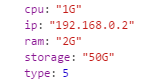 cpu: "1G"
ip: "192.168.0.2"
ram: "2G"
storage: "50G"
type: 5